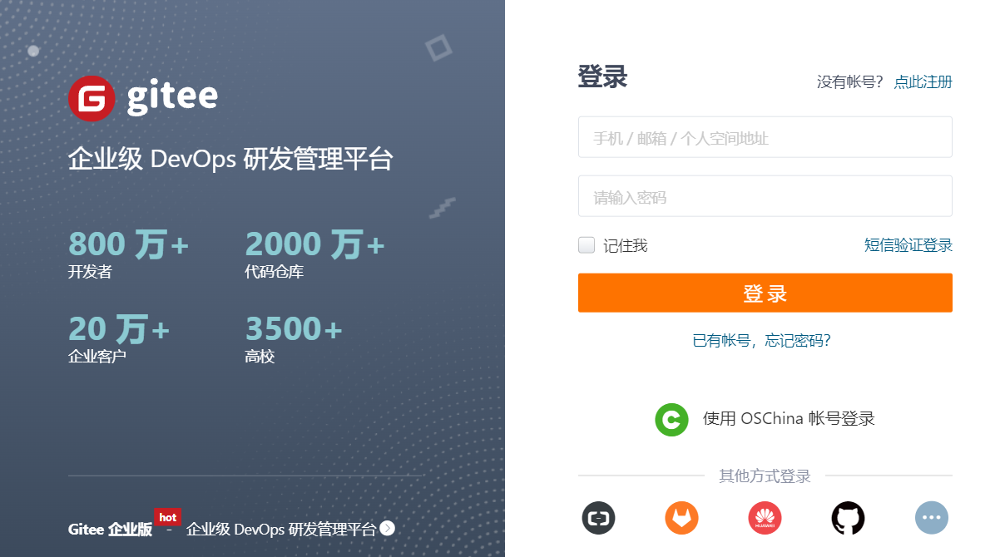 gitee
企业级 DevOps 研发管理平台
800 万+
开发者
2000 万+
代码仓库
20 万+
企业客户
3500+
高校
Gitee 企业版 hot - 企业级 DevOps 研发管理平台
登录
没有帐号? 点此注册
手机 / 邮箱 / 个人空间地址
请输入密码
记住我
短信验证登录
登 录
已有帐号，忘记密码?
使用 OSChina 帐号登录
其他方式登录
HUAWEI